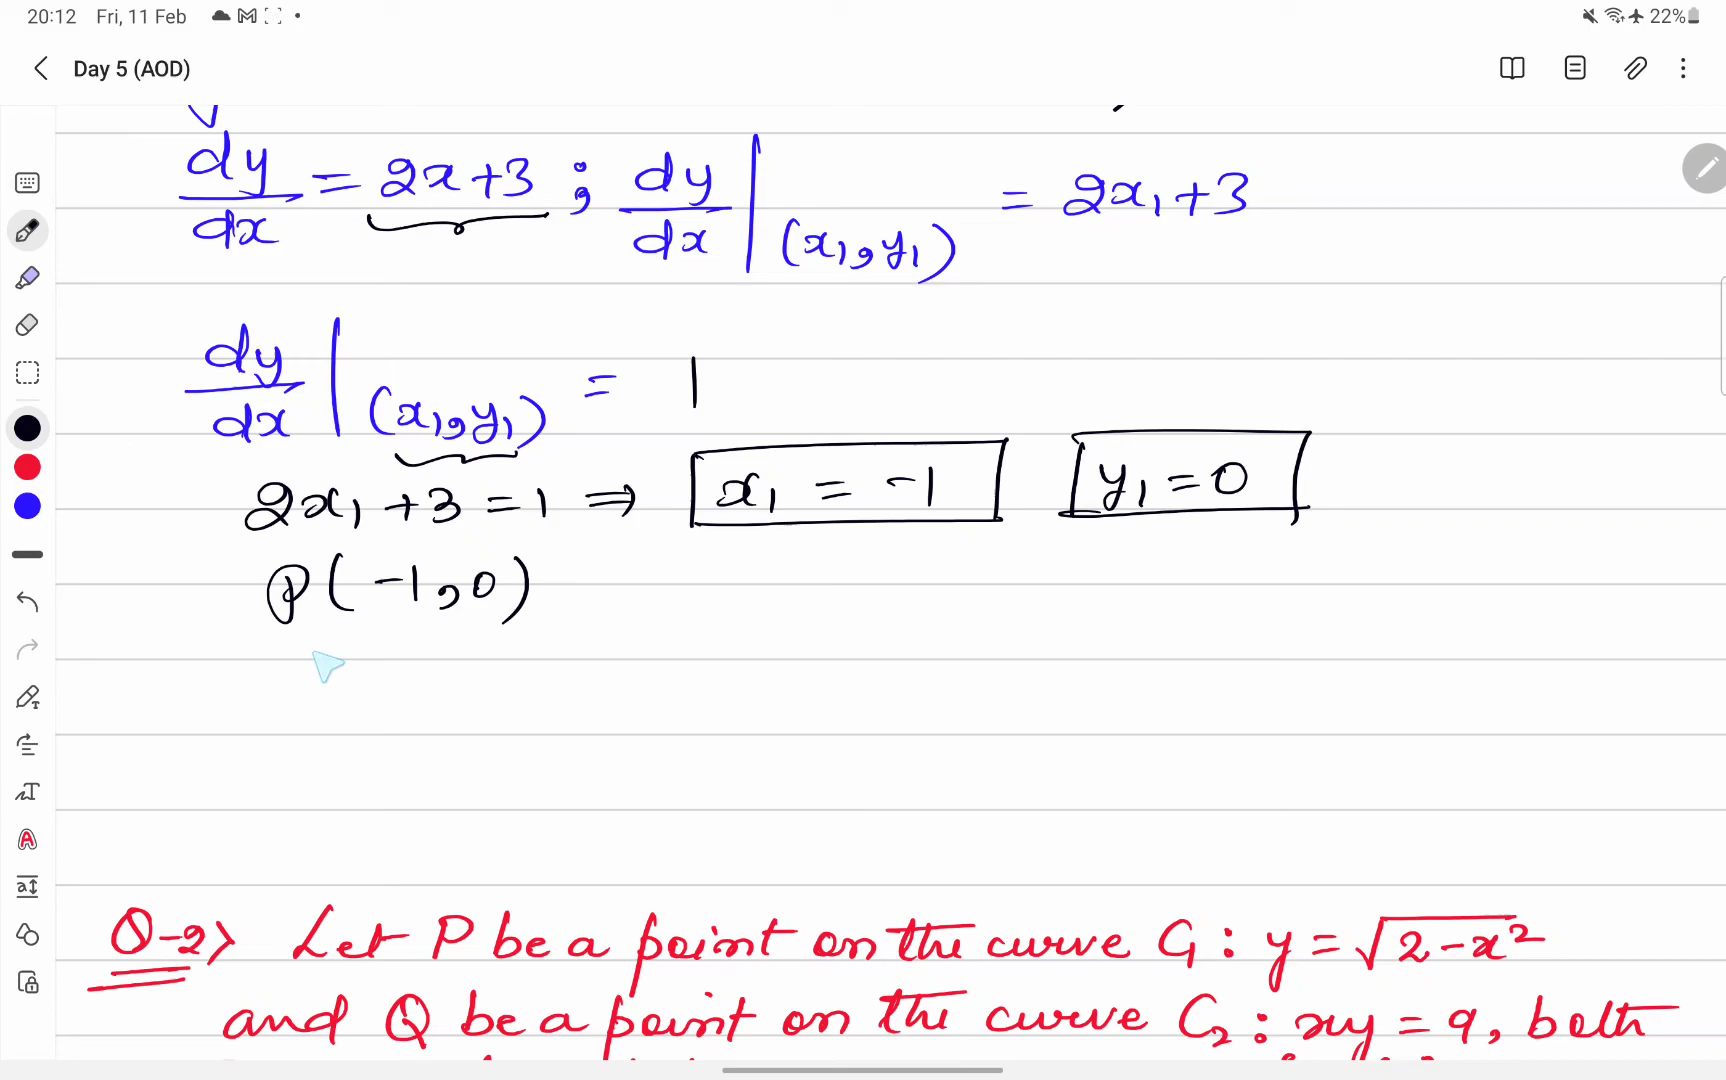 20:12 Fri, 11 Feb 22%
Day 5 (AOD)
dy/dx = 2x+3 ; dy/dx |(x₁,y₁) = 2x₁+3
dy/dx |(x₁,y₁) = 1
2x₁+3=1 ⇒ x₁ = -1 y₁=0
P(-1,0)
Q-2> Let P be a point on the curve C₁ : y = √2-x²
and Q be a point on the curve C₂ : xy = 9, both